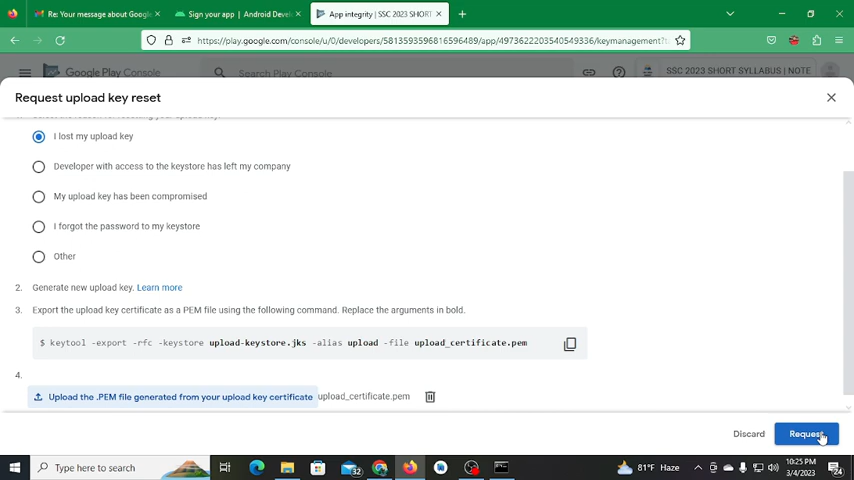 Re: Your message about Google
Sign your app | Android Devel
App integrity | SSC 2023 SHORT
https://play.google.com/console/u/0/developers/5813593596816596489/app/4973622203540549336/keymanagement?
Google Play Console
Search Play Console
SSC 2023 SHORT SYLLABUS | NOTE
Request upload key reset
I lost my upload key
Developer with access to the keystore has left my company
My upload key has been compromised
I forgot the password to my keystore
Other
2. Generate new upload key. Learn more
3. Export the upload key certificate as a PEM file using the following command. Replace the arguments in bold.
$ keytool -export -rfc -keystore upload-keystore.jks -alias upload -file upload_certificate.pem
4.
Upload the .PEM file generated from your upload key certificate upload_certificate.pem
Discard
Request
Type here to search
32
81°F Haze
10:25 PM
3/4/2023
24